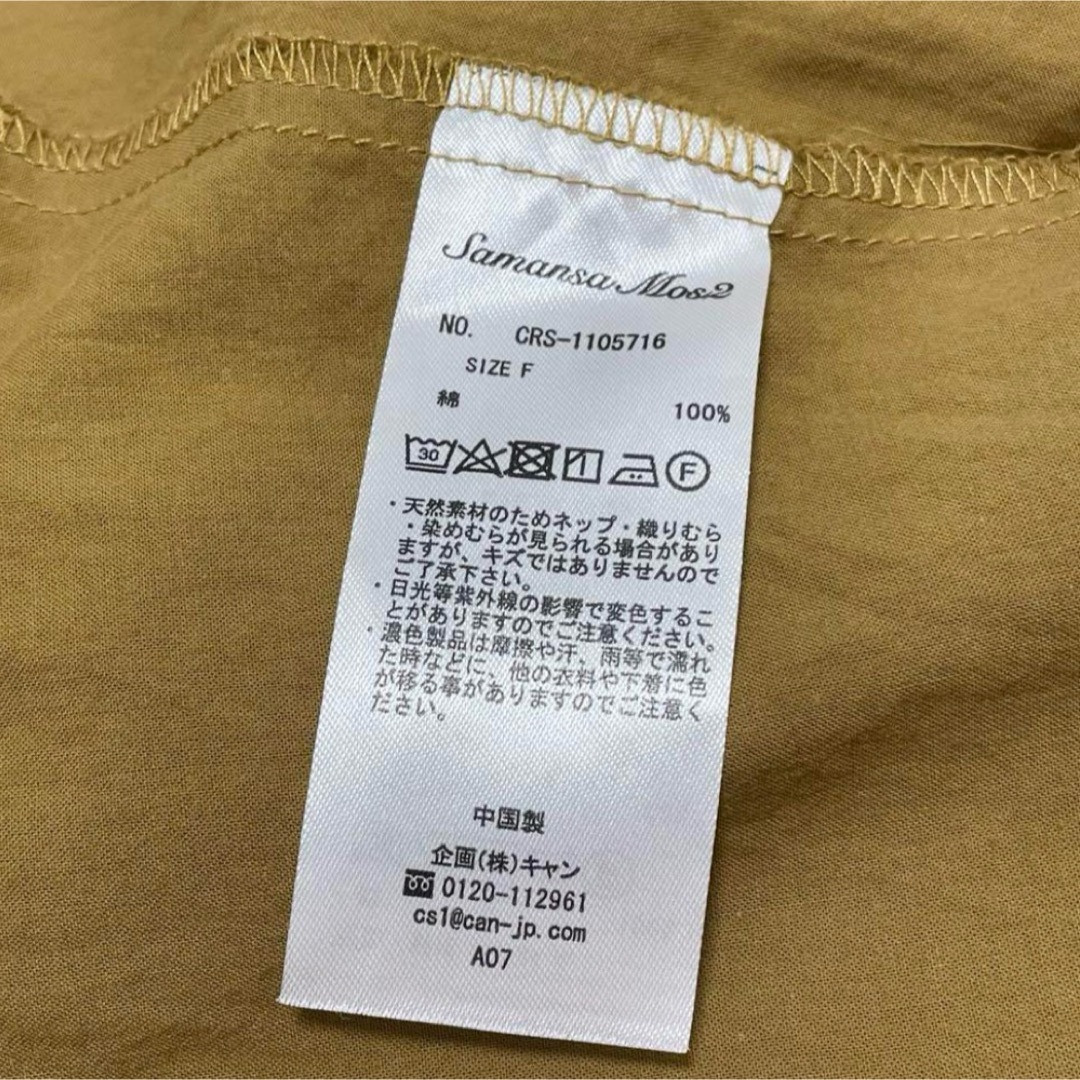 Samansa Mos2
NO. CRS-1105716
SIZE F
綿 100%
30 F
・天然素材のためネップ・織りむら
・染めむらが見られる場合があり
ますが、キズではありませんので
ご了承下さい。
・日光等紫外線の影響で変色するこ
とがありますのでご注意ください。
・濃色製品は摩擦や汗、雨等で濡れ
た時などに、他の衣料や下着に色
が移る事がありますのでご注意く
ださい。
中国製
企画(株)キャン
0120-112961
cs1@can-jp.com
A07